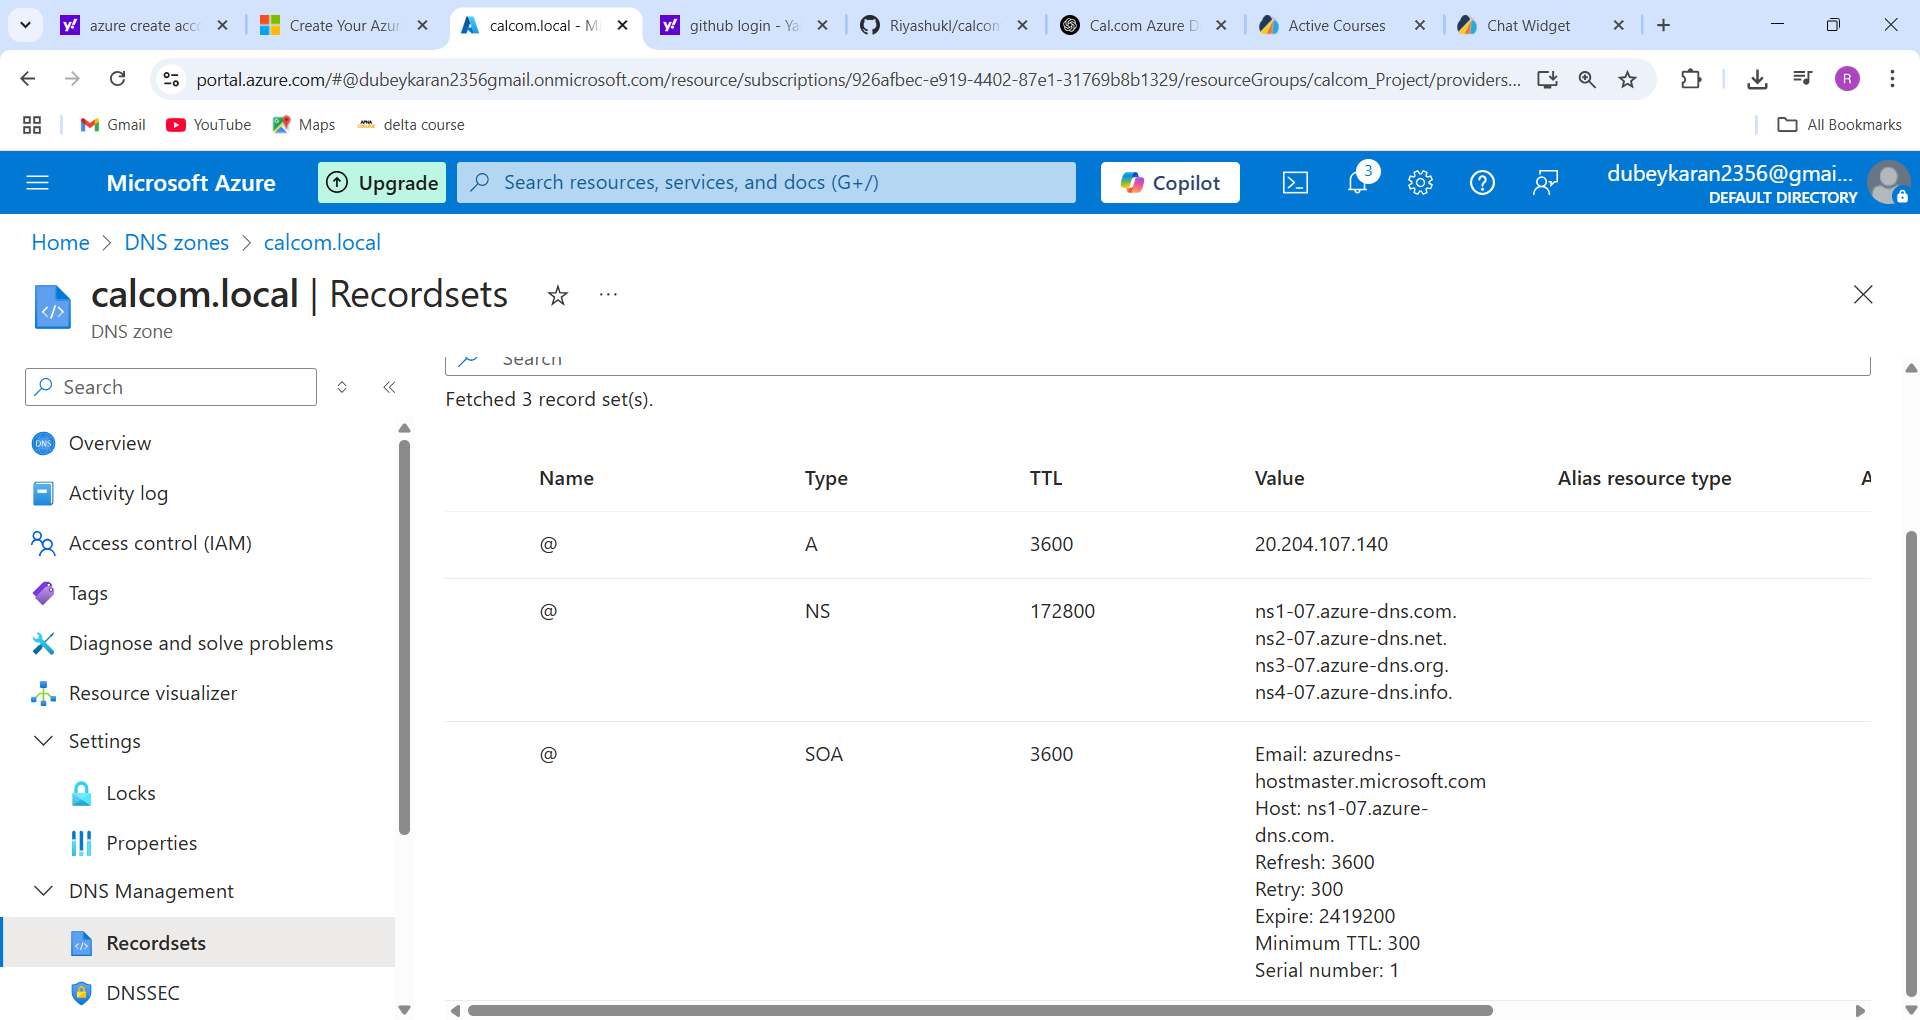 azure create acc
Create Your Azur
calcom.local - Mi
github login - Ya
Riyashukl/calcom
Cal.com Azure D
Active Courses
Chat Widget
portal.azure.com/#@dubeykaran2356gmail.onmicrosoft.com/resource/subscriptions/926afbec-e919-4402-87e1-31769b8b1329/resourceGroups/calcom_Project/providers...
R
Gmail
YouTube
Maps
delta course
All Bookmarks
Microsoft Azure
Upgrade
Search resources, services, and docs (G+/)
Copilot
3
dubeykaran2356@gmai...
DEFAULT DIRECTORY
Home > DNS zones > calcom.local
calcom.local | Recordsets
DNS zone
Search
Overview
Activity log
Access control (IAM)
Tags
Diagnose and solve problems
Resource visualizer
Settings
Locks
Properties
DNS Management
Recordsets
DNSSEC
Search
Fetched 3 record set(s).
Name Type TTL Value Alias resource type A
@ A 3600 20.204.107.140
@ NS 172800 ns1-07.azure-dns.com.
ns2-07.azure-dns.net.
ns3-07.azure-dns.org.
ns4-07.azure-dns.info.
@ SOA 3600 Email: azuredns-
hostmaster.microsoft.com
Host: ns1-07.azure-
dns.com.
Refresh: 3600
Retry: 300
Expire: 2419200
Minimum TTL: 300
Serial number: 1